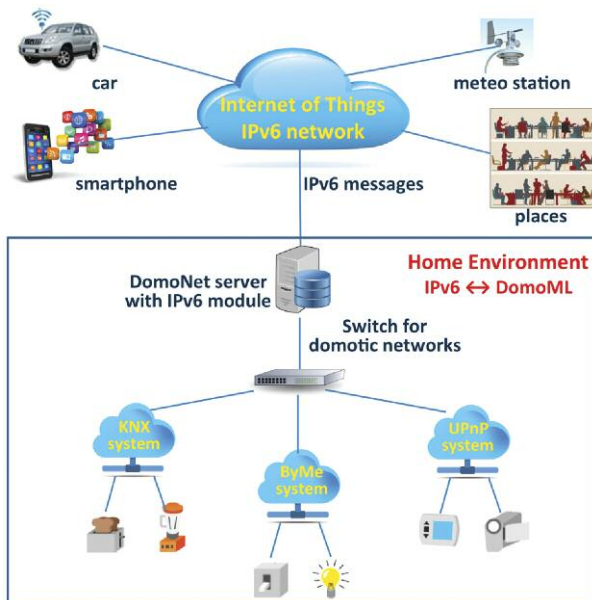 car
meteo station
Internet of Things
IPv6 network
smartphone
IPv6 messages
places
Home Environment
IPv6 ↔ DomoML
DomoNet server
with IPv6 module
Switch for
domotic networks
KNX
system
UPnP
system
ByMe
system